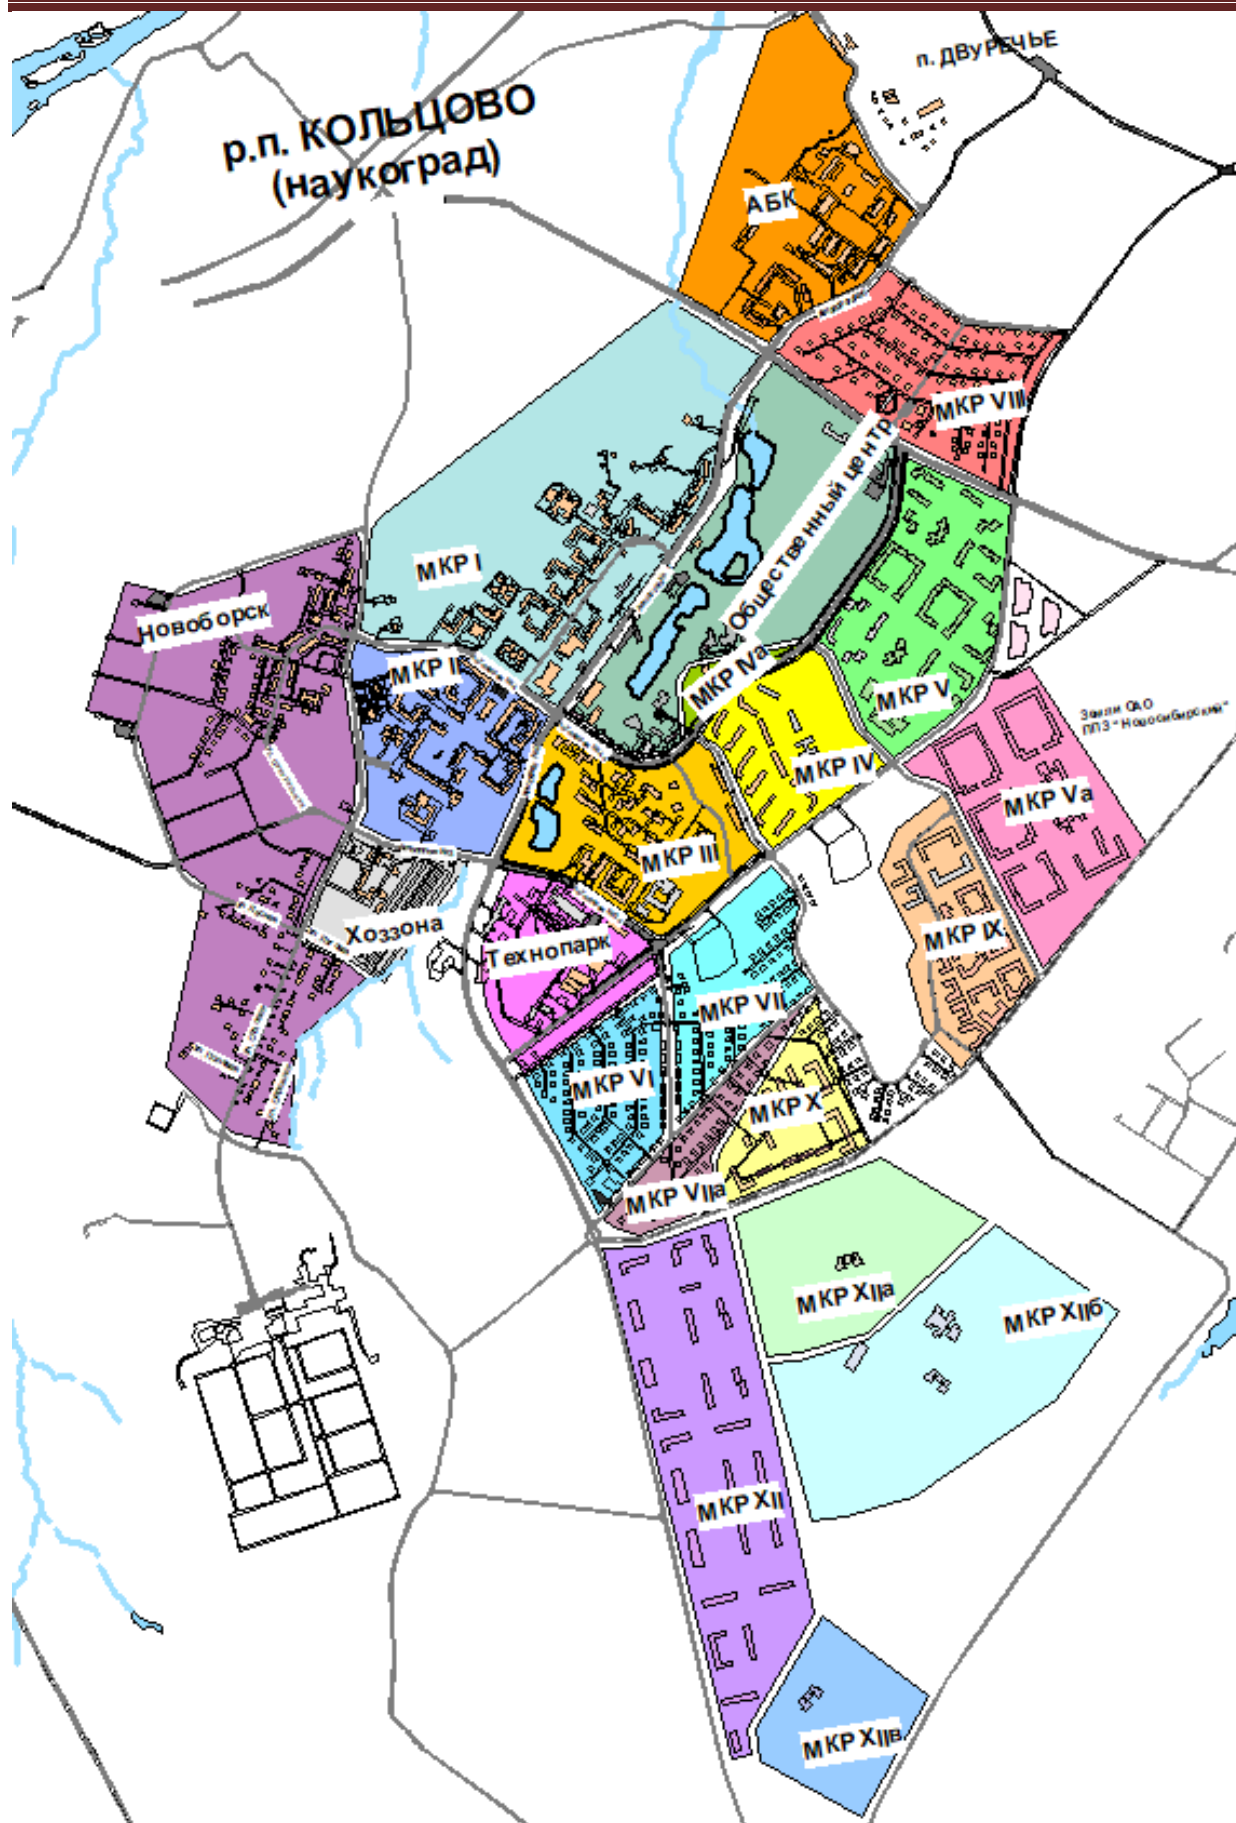 п. ДВУРЕЧЬЕ
р.п. КОЛЬЦОВО
(наукоград)
АБК
МКР VIII
Общественный центр
МКР I
Новоборск
МКР II
МКР IVа
МКР V
Земли ОАО
ППЗ "Новосибирский"
МКР IV
МКР Vа
МКР III
Хоззона
Технопарк
МКР IX
МКР VII
МКР VI
МКР X
МКР VIIа
МКР XIIа
МКР XIIб
МКР XII
МКР XIIв